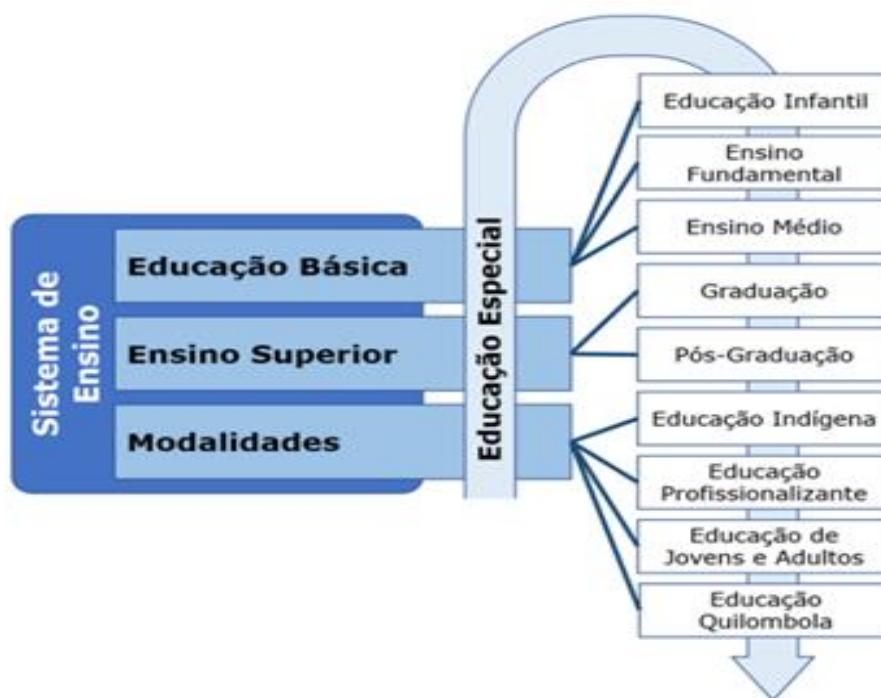 Sistema de
Ensino
Educação Básica
Ensino Superior
Modalidades
Educação Especial
Educação Infantil
Ensino
Fundamental
Ensino Médio
Graduação
Pós-Graduação
Educação Indígena
Educação
Profissionalizante
Educação de
Jovens e Adultos
Educação
Quilombola